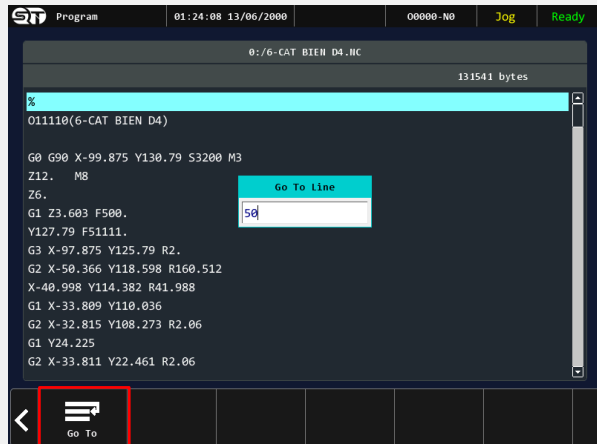 Program 01:24:08 13/06/2000 O0000-N0 Jog Ready
0:/6-CAT BIEN D4.NC
131541 bytes
%
O11110(6-CAT BIEN D4)
G0 G90 X-99.875 Y130.79 S3200 M3
Z12. M8
Z6.
G1 Z3.603 F500.
Y127.79 F51111.
G3 X-97.875 Y125.79 R2.
G2 X-50.366 Y118.598 R160.512
X-40.998 Y114.382 R41.988
G1 X-33.809 Y110.036
G2 X-32.815 Y108.273 R2.06
G1 Y24.225
G2 X-33.811 Y22.461 R2.06
Go To Line
50
Go To